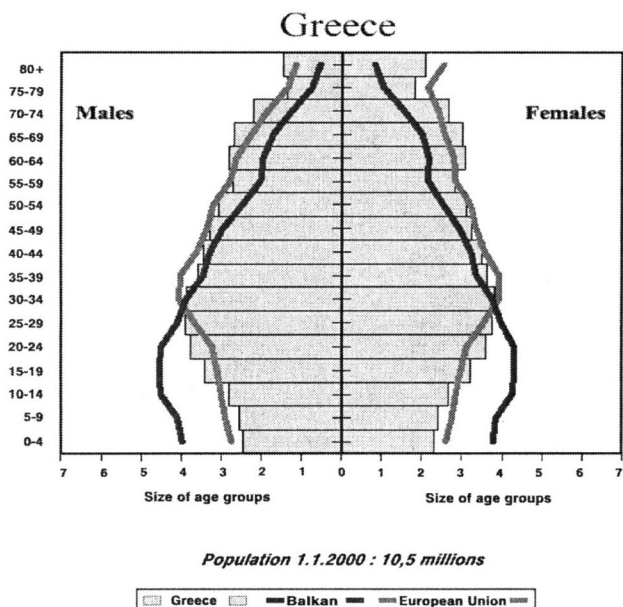 Greece
80+
75-79
70-74
Males
Females
65-69
60-64
55-59
50-54
45-49
40-44
35-39
30-34
25-29
20-24
15-19
10-14
5-9
0-4
7 6 5 4 3 2 1 0 1 2 3 4 5 6 7
Size of age groups Size of age groups
Population 1.1.2000 : 10,5 millions
Greece Balkan European Union